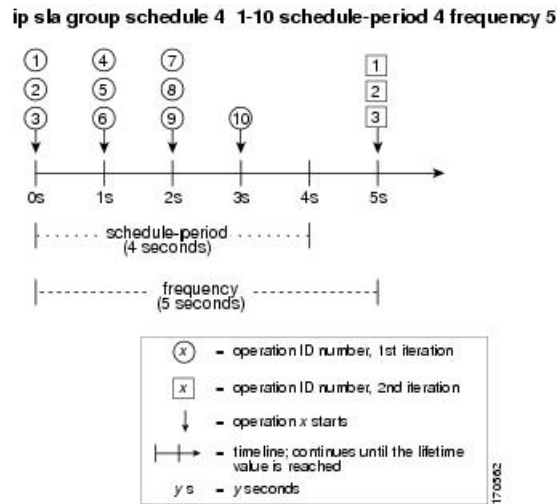 ip sla group schedule 4 1-10 schedule-period 4 frequency 5
1 4 7 1
2 5 8 2
3 6 9 10 3
0s 1s 2s 3s 4s 5s
schedule-period
(4 seconds)
frequency
(5 seconds)
x = operation ID number, 1st iteration
x = operation ID number, 2nd iteration
= operation x starts
= timeline; continues until the lifetime
value is reached
y s = y seconds
170562